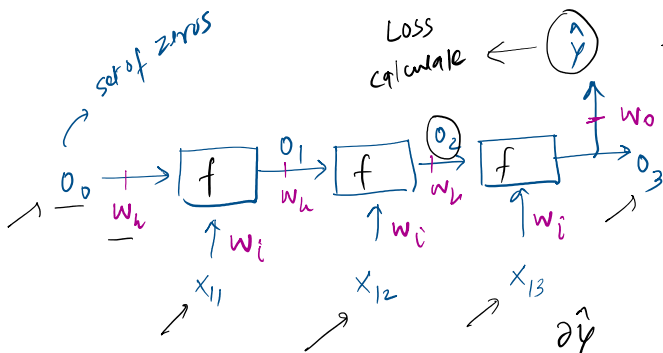 set of zeros
Loss
calculate
ŷ
W₀
O₀
f
O₁
f
O₂
f
O₃
Wₕ
Wₕ
Wₕ
Wᵢ
Wᵢ
Wᵢ
X₁₁
X₁₂
X₁₃
∂ŷ